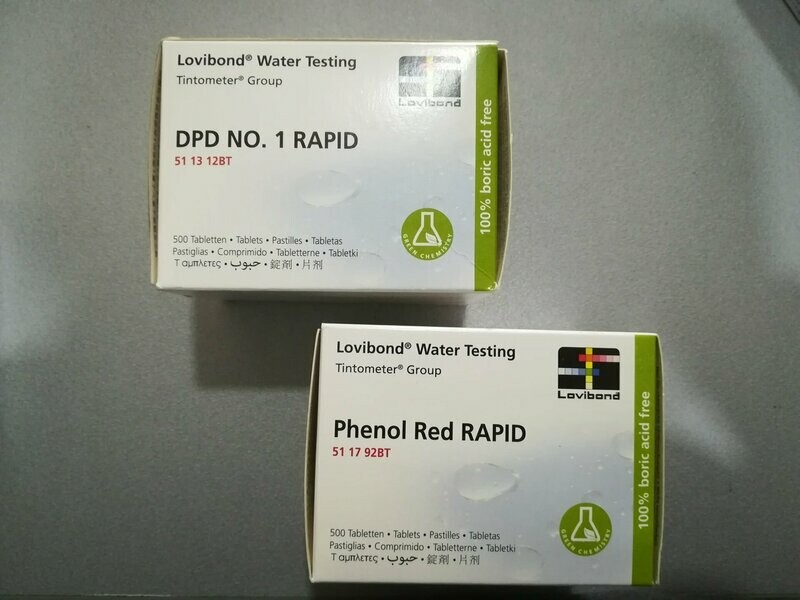 Lovibond® Water Testing
Tintometer® Group
Lovibond
DPD NO. 1 RAPID
51 13 12BT
500 Tabletten • Tablets • Pastilles • Tabletas
Pastiglias • Comprimido • Tabletterne • Tabletki
Ταμπλετες • حبوب • 錠剤 • 片剂
GREEN CHEMISTRY
100% boric acid free
Lovibond® Water Testing
Tintometer® Group
Lovibond
Phenol Red RAPID
51 17 92BT
500 Tabletten • Tablets • Pastilles • Tabletas
Pastiglias • Comprimido • Tabletterne • Tabletki
Ταμπλετες • حبوب • 錠剤 • 片剂
GREEN CHEMISTRY
100% boric acid free